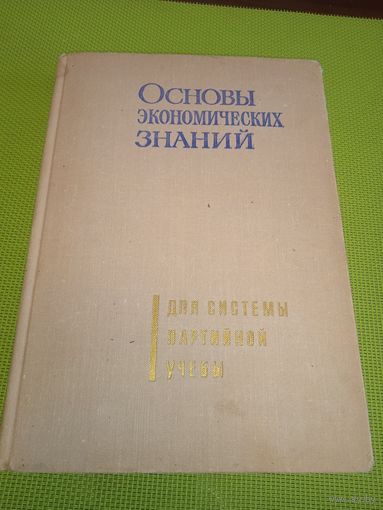 Основы
экономических
знаний
ДЛЯ СИСТЕМЫ
ПАРТИЙНОЙ
УЧЕБЫ